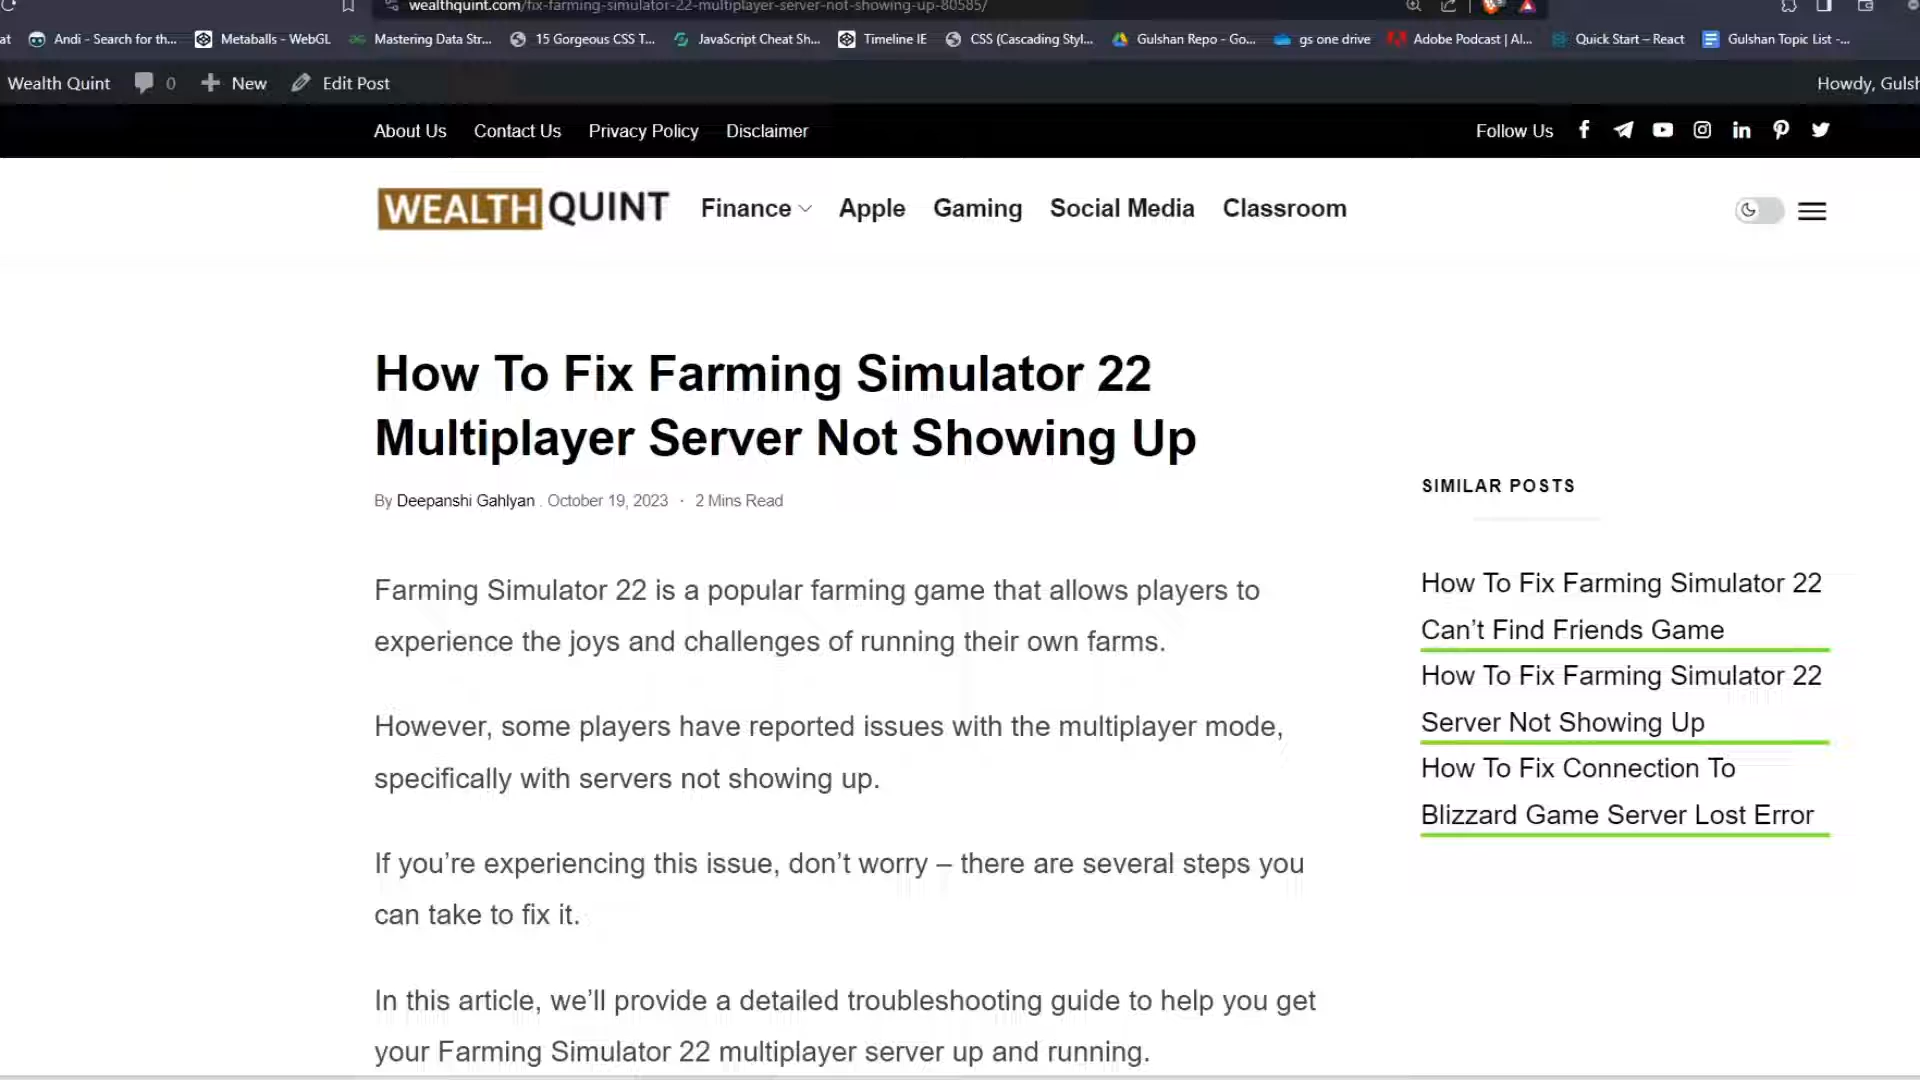 wealthquint.com/fix-farming-simulator-22-multiplayer-server-not-showing-up-80585/
at Andi - Search for th... Metaballs - WebGL Mastering Data Str... 15 Gorgeous CSS T... JavaScript Cheat Sh... Timeline IE CSS (Cascading Styl... Gulshan Repo - Go... gs one drive Adobe Podcast | Al... Quick Start – React Gulshan Topic List -...
Wealth Quint 0 New Edit Post Howdy, Gulsh
About Us Contact Us Privacy Policy Disclaimer Follow Us
WEALTH QUINT Finance Apple Gaming Social Media Classroom
How To Fix Farming Simulator 22
Multiplayer Server Not Showing Up
By Deepanshi Gahlyan . October 19, 2023 · 2 Mins Read
Farming Simulator 22 is a popular farming game that allows players to
experience the joys and challenges of running their own farms.
However, some players have reported issues with the multiplayer mode,
specifically with servers not showing up.
If you’re experiencing this issue, don’t worry – there are several steps you
can take to fix it.
In this article, we’ll provide a detailed troubleshooting guide to help you get
your Farming Simulator 22 multiplayer server up and running.
SIMILAR POSTS
How To Fix Farming Simulator 22
Can’t Find Friends Game
How To Fix Farming Simulator 22
Server Not Showing Up
How To Fix Connection To
Blizzard Game Server Lost Error